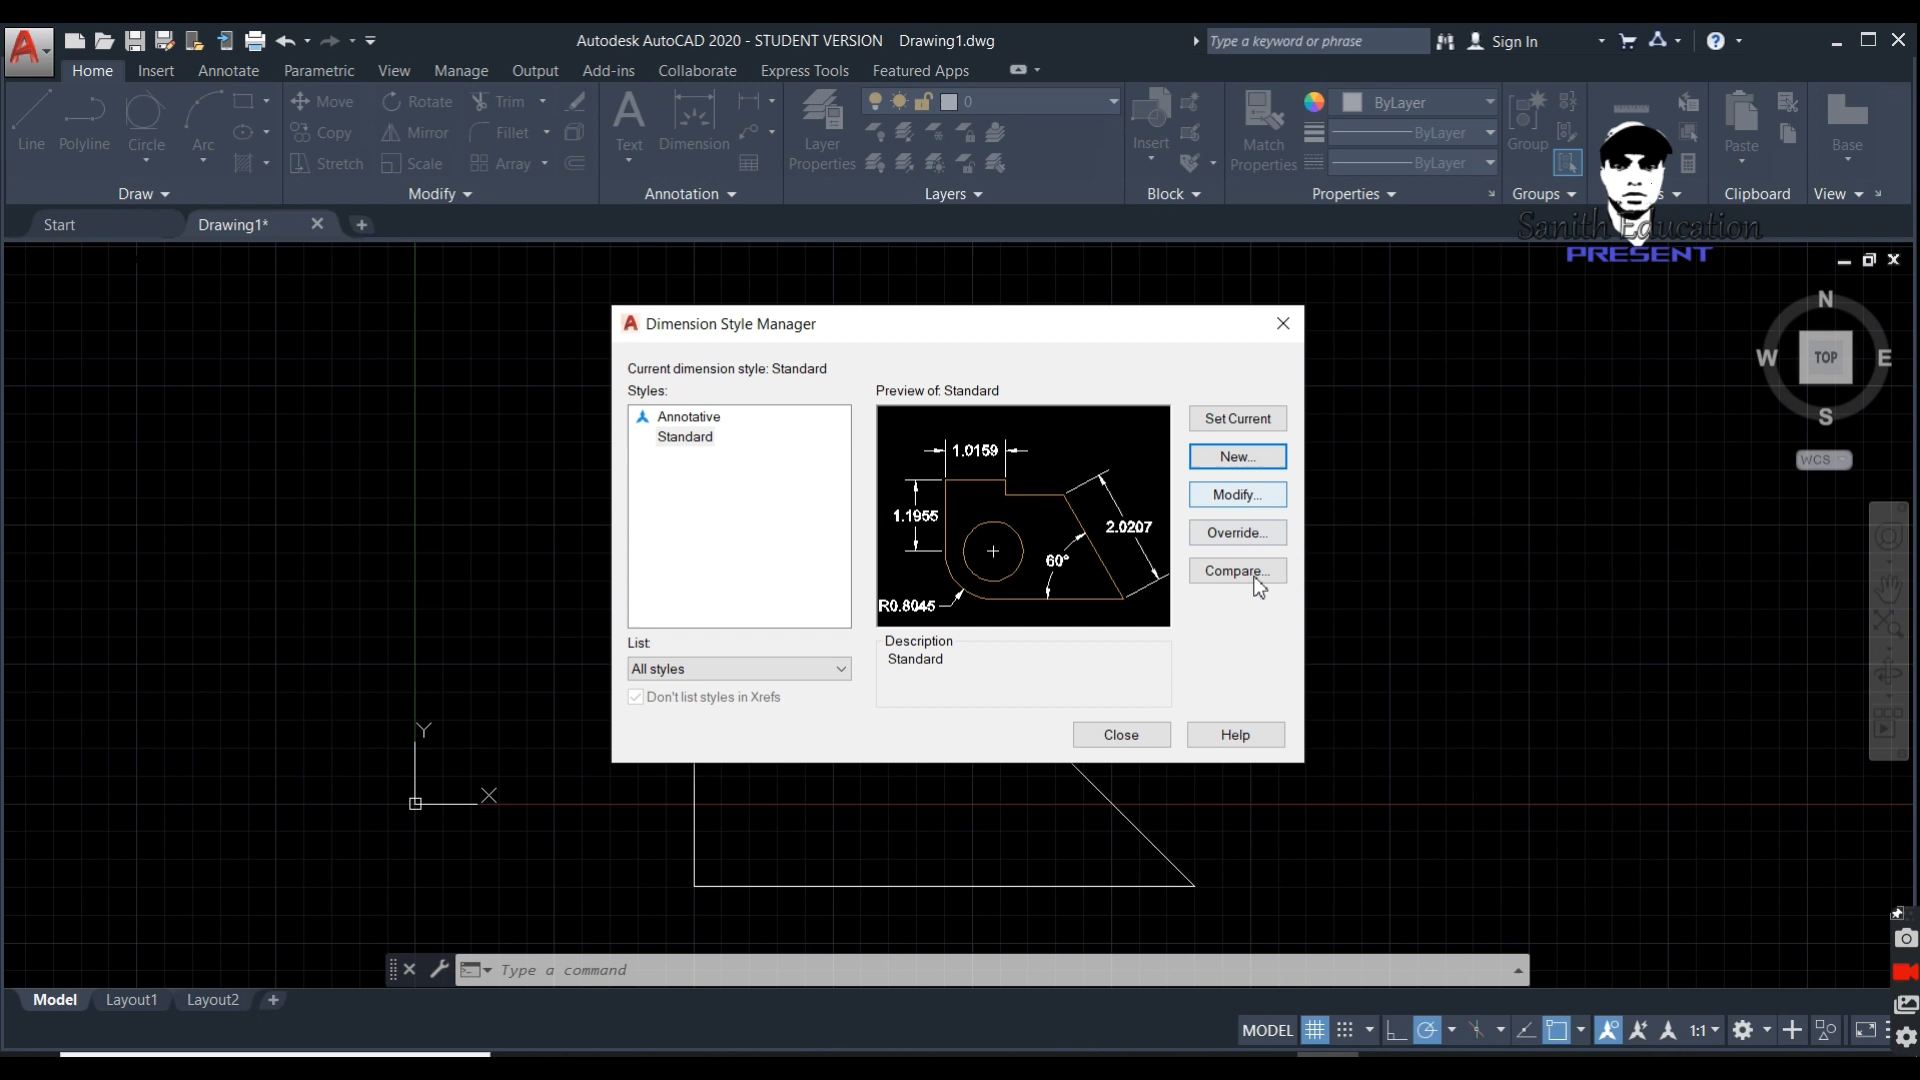 Autodesk AutoCAD 2020 - STUDENT VERSION Drawing1.dwg
Type a keyword or phrase
Sign In
Home Insert Annotate Parametric View Manage Output Add-ins Collaborate Express Tools Featured Apps
Line Polyline Circle Arc
Move Rotate Trim
Copy Mirror Fillet
Stretch Scale Array
Text Dimension
Layer Properties
0
Insert
Match Properties
ByLayer
ByLayer
ByLayer
Group
Paste
Base
Draw Modify Annotation Layers Block Properties Groups Clipboard View
Sanith Education
PRESENT
Start Drawing1*
N
W TOP E
S
WCS
Dimension Style Manager
Current dimension style: Standard
Styles:
Annotative
Standard
Preview of: Standard
1.0159
1.1955
2.0207
60°
R0.8045
Set Current
New...
Modify...
Override...
Compare...
List:
All styles
Don't list styles in Xrefs
Description
Standard
Close Help
Y
X
Type a command
Model Layout1 Layout2
MODEL 1:1